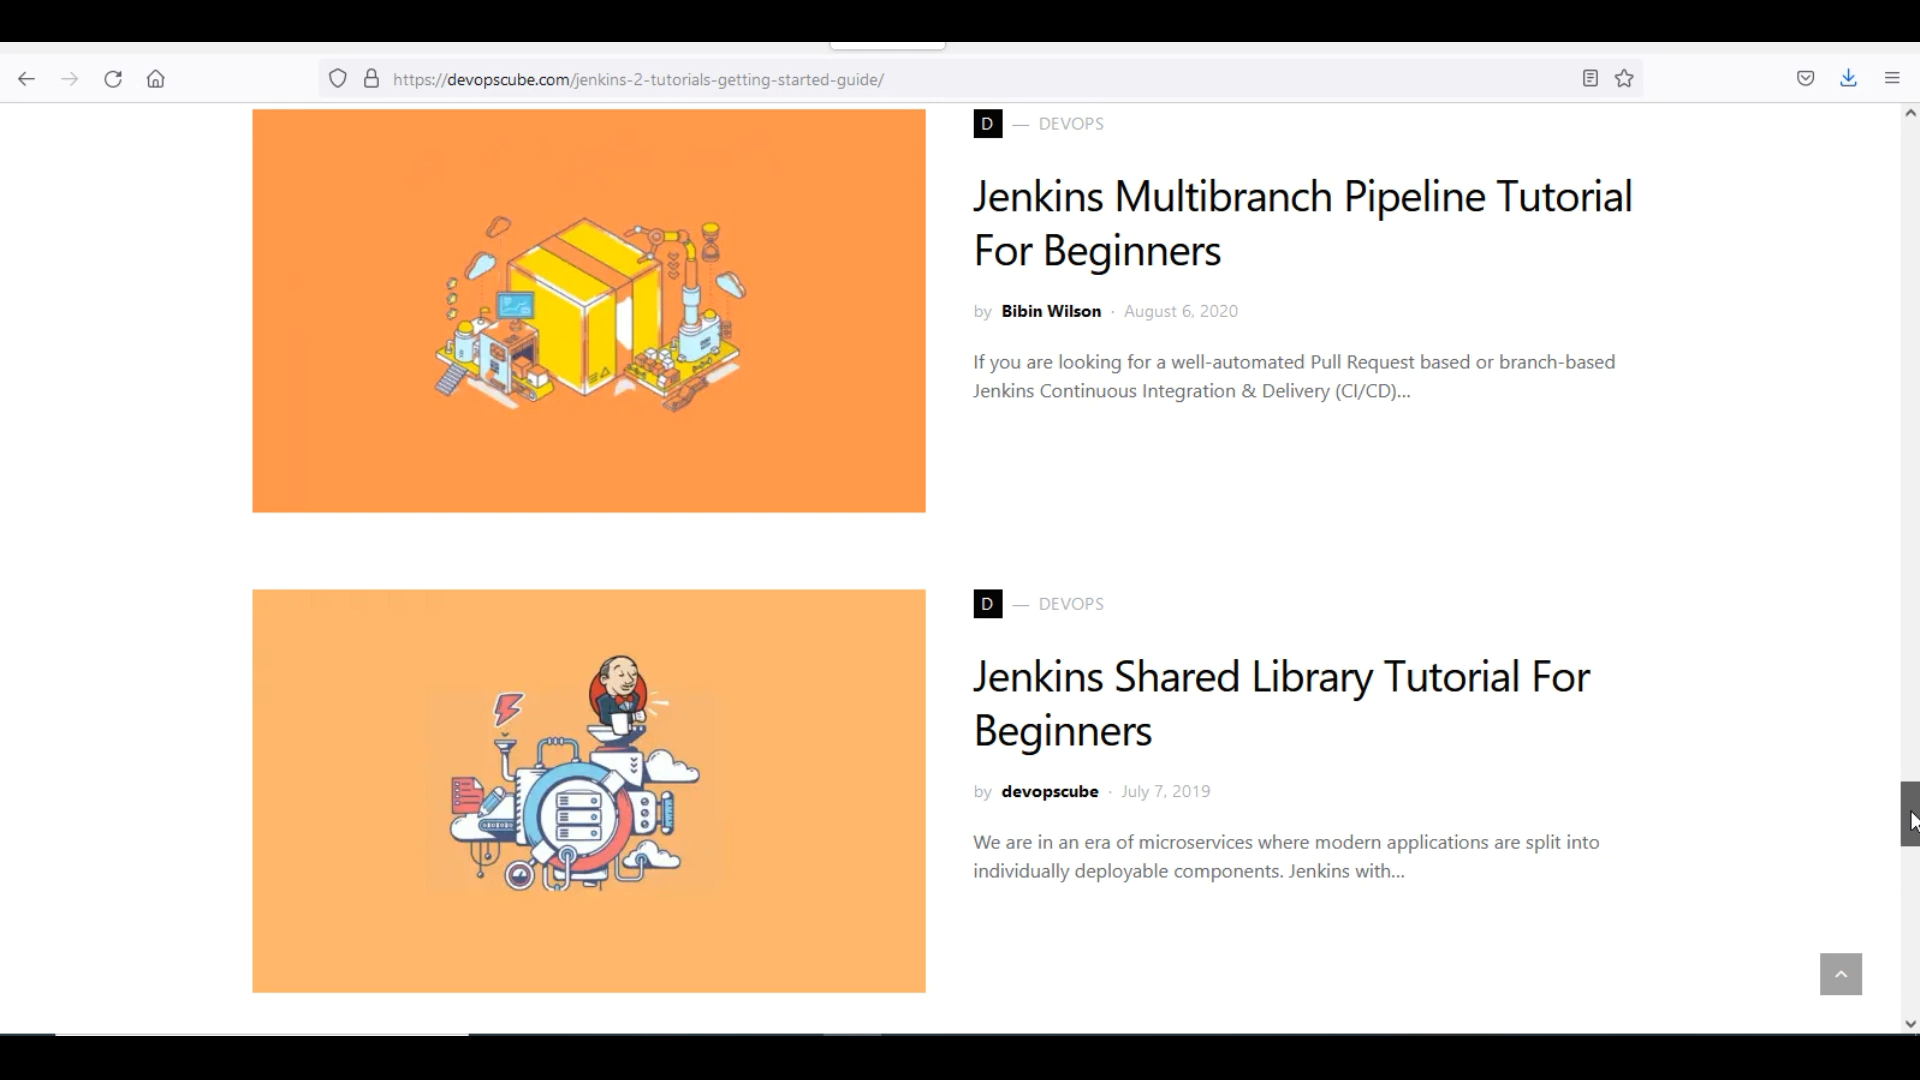 https://devopscube.com/jenkins-2-tutorials-getting-started-guide/
D — DEVOPS
Jenkins Multibranch Pipeline Tutorial
For Beginners
by Bibin Wilson · August 6, 2020
If you are looking for a well-automated Pull Request based or branch-based
Jenkins Continuous Integration & Delivery (CI/CD)...
D — DEVOPS
Jenkins Shared Library Tutorial For
Beginners
by devopscube · July 7, 2019
We are in an era of microservices where modern applications are split into
individually deployable components. Jenkins with...